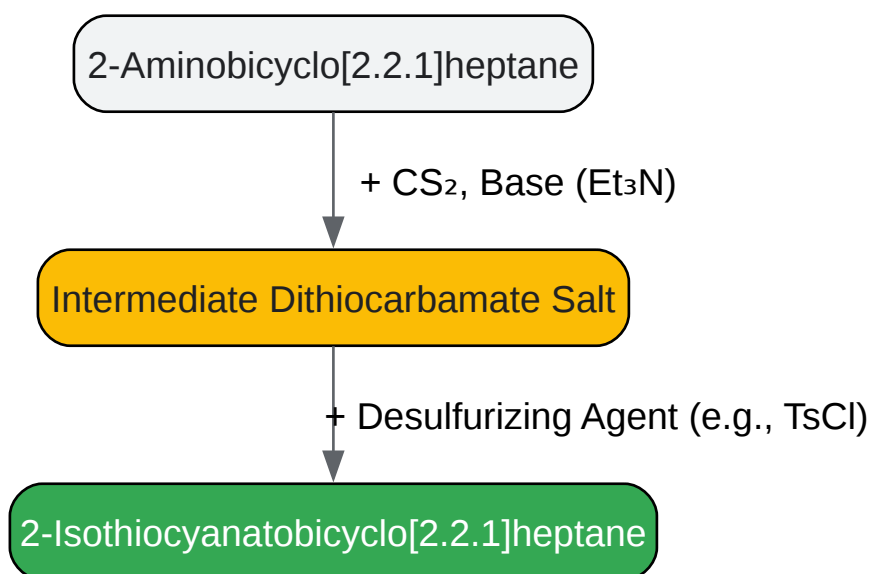 2-Aminobicyclo[2.2.1]heptane
+ CS₂, Base (Et₃N)
Intermediate Dithiocarbamate Salt
+ Desulfurizing Agent (e.g., TsCl)
2-Isothiocyanatobicyclo[2.2.1]heptane